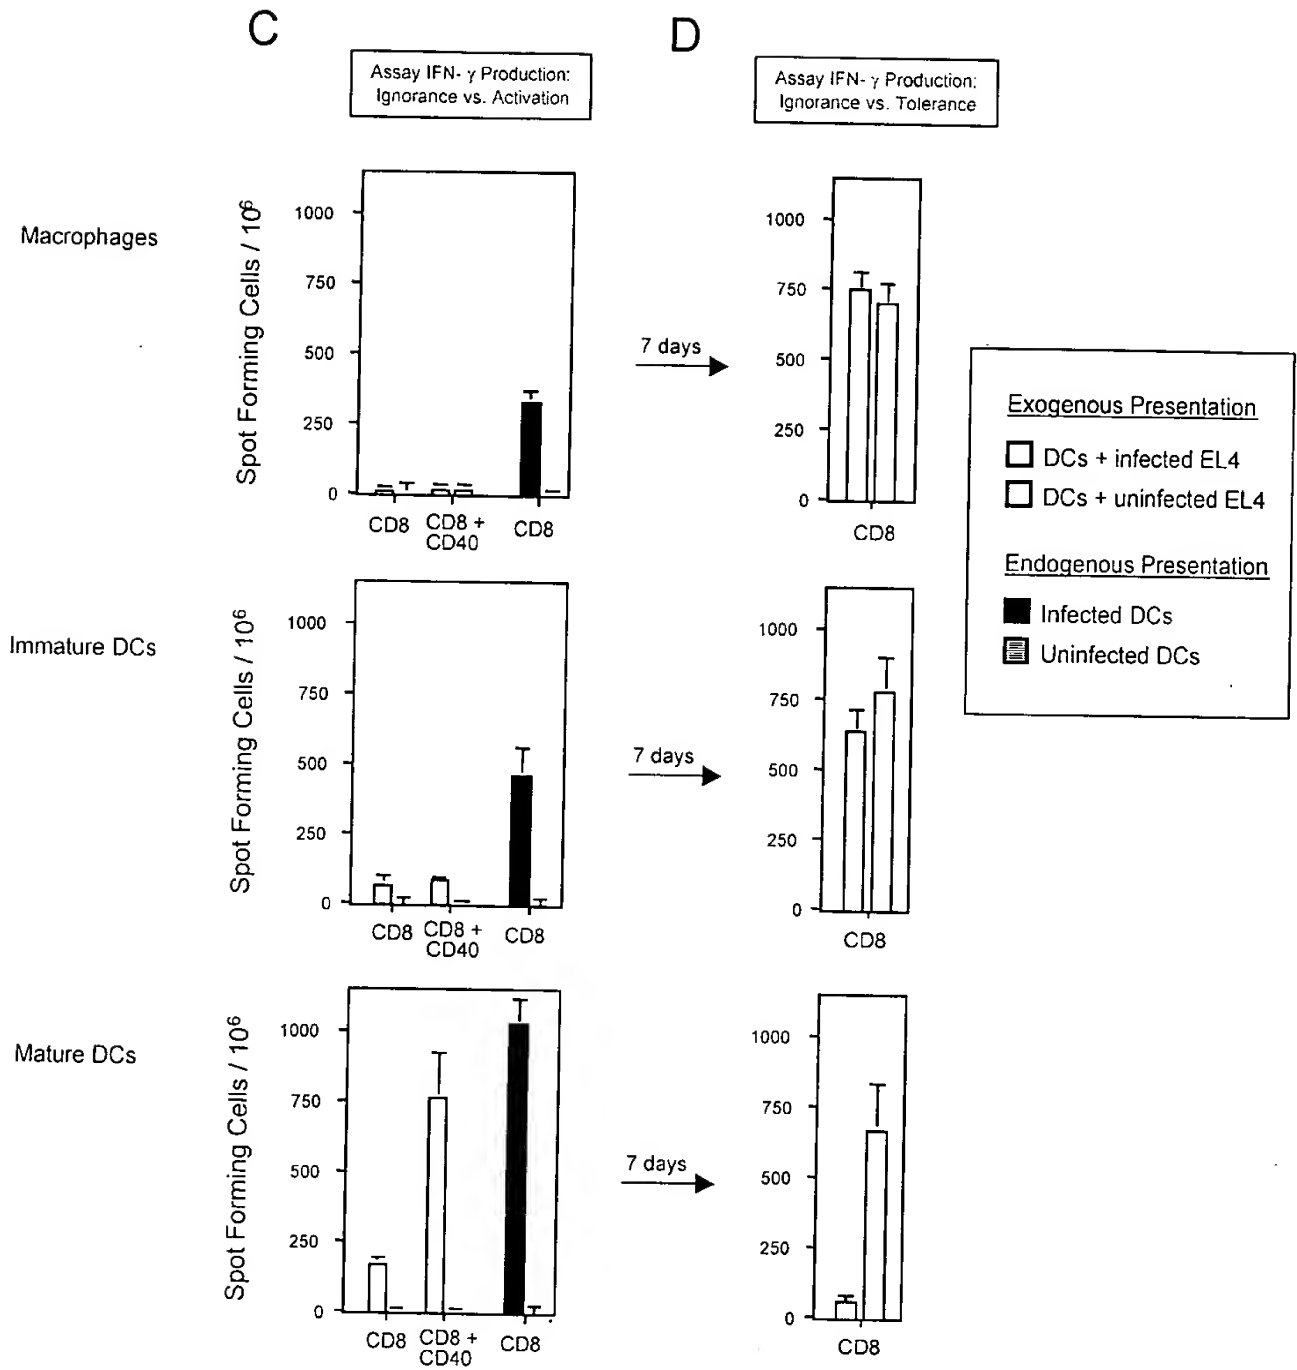 C
D
Assay IFN- γ Production:
Ignorance vs. Activation
Assay IFN- γ Production:
Ignorance vs. Tolerance
Macrophages
Spot Forming Cells / 10⁶
1000
750
500
250
0
CD8
CD8 +
CD40
CD8
7 days
1000
750
500
250
0
CD8
Exogenous Presentation
DCs + infected EL4
DCs + uninfected EL4
Endogenous Presentation
Infected DCs
Uninfected DCs
Immature DCs
Spot Forming Cells / 10⁶
1000
750
500
250
0
CD8
CD8 +
CD40
CD8
7 days
1000
750
500
250
0
CD8
Mature DCs
Spot Forming Cells / 10⁶
1000
750
500
250
0
CD8
CD8 +
CD40
CD8
7 days
1000
750
500
250
0
CD8